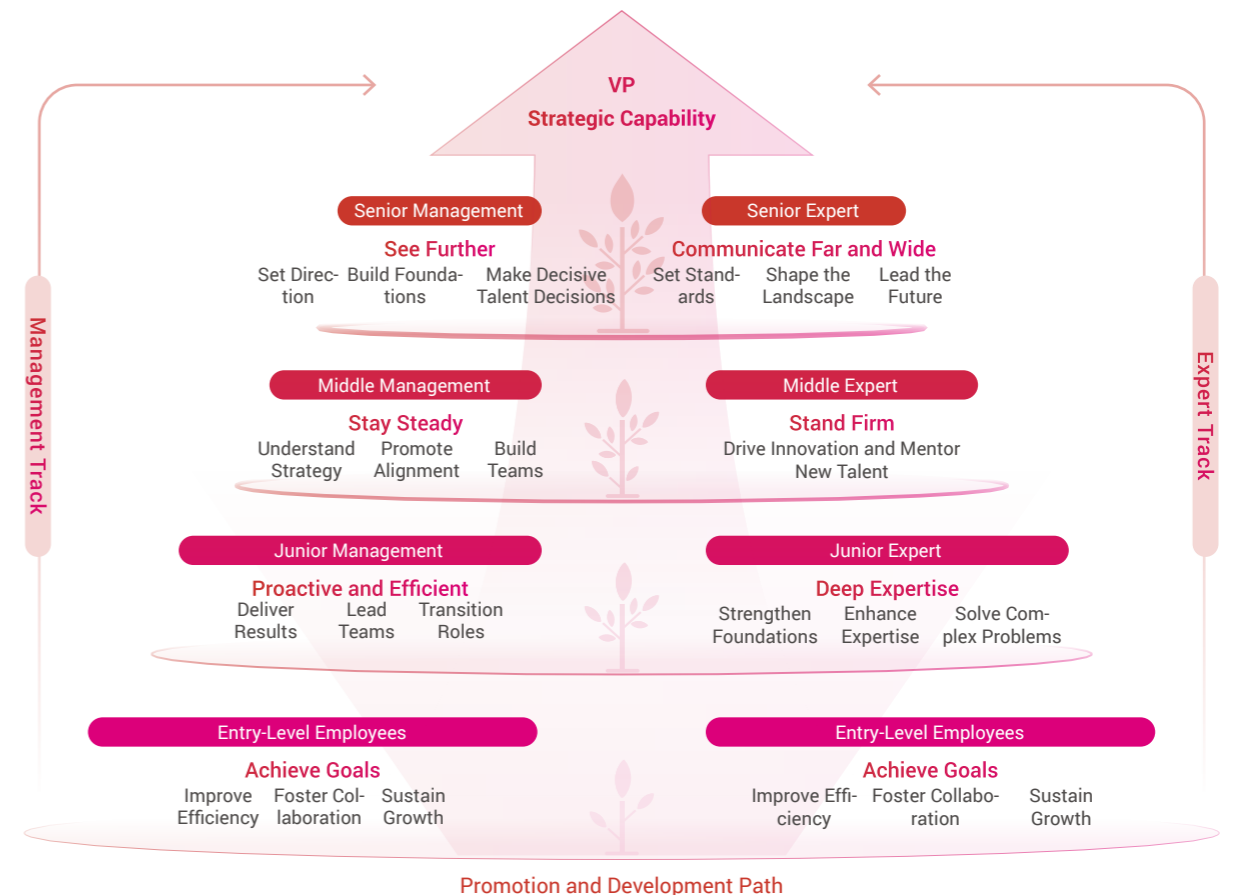 VP
Strategic Capability
Senior Management
Senior Expert
See Further
Communicate Far and Wide
Set Direc-
tion
Build Founda-
tions
Make Decisive
Talent Decisions
Set Stand-
ards
Shape the
Landscape
Lead the
Future
Management Track
Expert Track
Middle Management
Middle Expert
Stay Steady
Stand Firm
Understand
Strategy
Promote
Alignment
Build
Teams
Drive Innovation and Mentor
New Talent
Junior Management
Junior Expert
Proactive and Efficient
Deep Expertise
Deliver
Results
Lead
Teams
Transition
Roles
Strengthen
Foundations
Enhance
Expertise
Solve Com-
plex Problems
Entry-Level Employees
Entry-Level Employees
Achieve Goals
Achieve Goals
Improve
Efficiency
Foster Col-
laboration
Sustain
Growth
Improve Effi-
ciency
Foster Collabo-
ration
Sustain
Growth
Promotion and Development Path